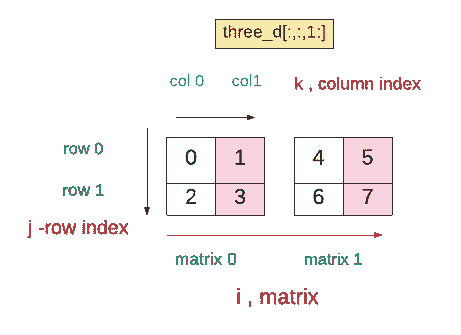 three_d[:,:,1:]
col 0 col1 k , column index
row 0 0 1 4 5
row 1 2 3 6 7
j -row index
matrix 0 matrix 1
i , matrix